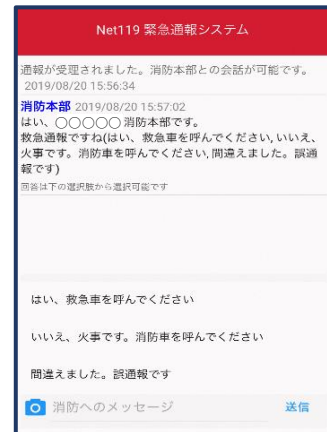 Net119 緊急通報システム
通報が受理されました。消防本部との会話が可能です。
2019/08/20 15:56:34
消防本部 2019/08/20 15:57:02
はい、○○○○○消防本部です。
救急通報ですね(はい、救急車を呼んでください,いいえ、
火事です。消防車を呼んでください,間違えました。誤通
報です)
回答は下の選択肢から選択可能です
はい、救急車を呼んでください
いいえ、火事です。消防車を呼んでください
間違えました。誤通報です
消防へのメッセージ 送信